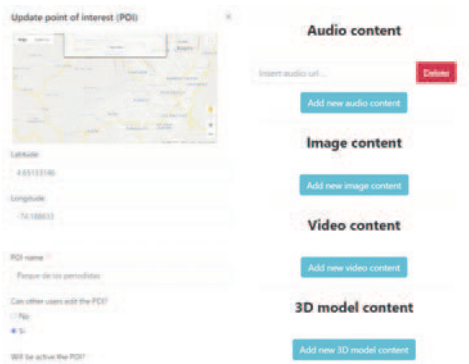 Update point of interest (POI)
×
Latitude
4.65133146
Longitude
POI name
Parque de los periodistas
Can other users edit the POI?
No
Si
Will be active the POI?
Audio content
Insert audio url ...
Delete
Add new audio content
Image content
Add new image content
Video content
Add new video content
3D model content
Add new 3D model content